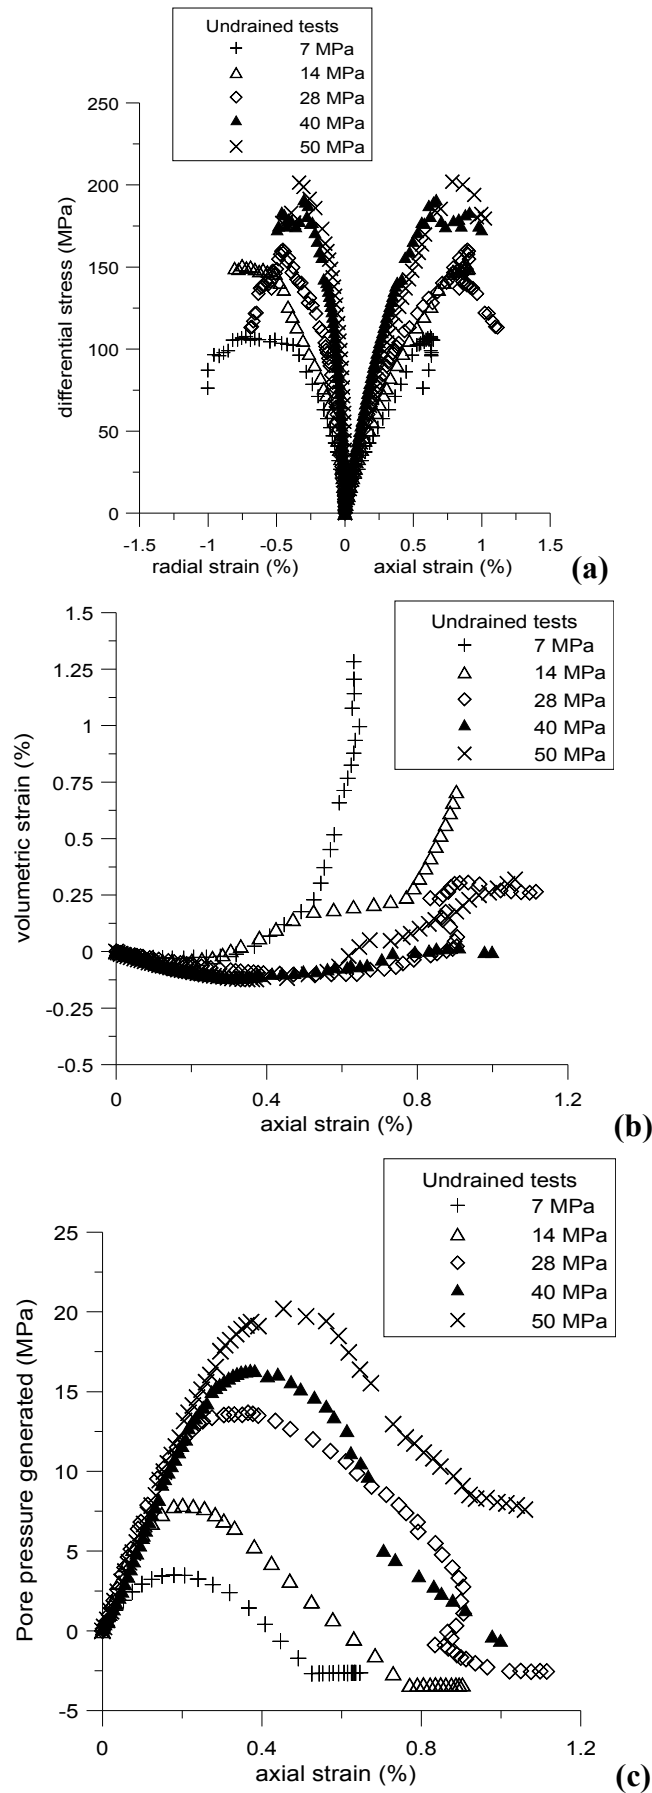 Undrained tests
7 MPa
14 MPa
28 MPa
40 MPa
50 MPa
250
200
150
100
50
0
differential stress (MPa)
-1.5 -1 -0.5 0 0.5 1 1.5
radial strain (%) axial strain (%)
(a)
Undrained tests
7 MPa
14 MPa
28 MPa
40 MPa
50 MPa
1.5
1.25
1
0.75
0.5
0.25
0
-0.25
-0.5
volumetric strain (%)
0 0.4 0.8 1.2
axial strain (%)
(b)
Undrained tests
7 MPa
14 MPa
28 MPa
40 MPa
50 MPa
25
20
15
10
5
0
-5
Pore pressure generated (MPa)
0 0.4 0.8 1.2
axial strain (%)
(c)